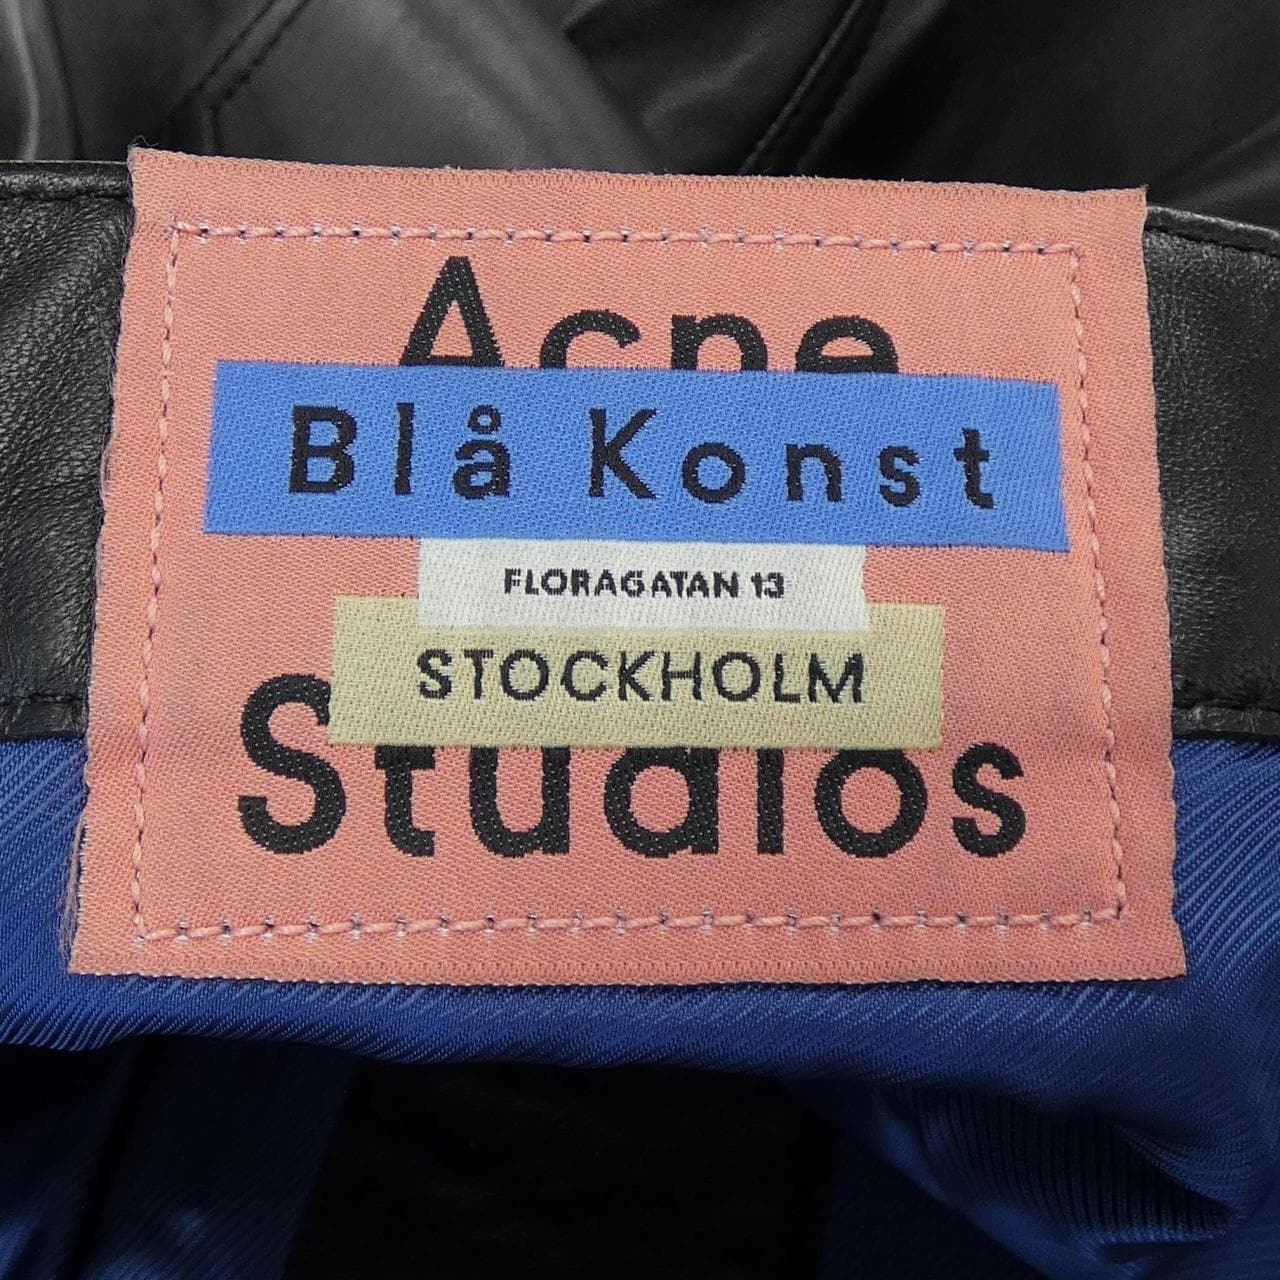 Acne
Blå Konst
FLORAGATAN 13
STOCKHOLM
Studios